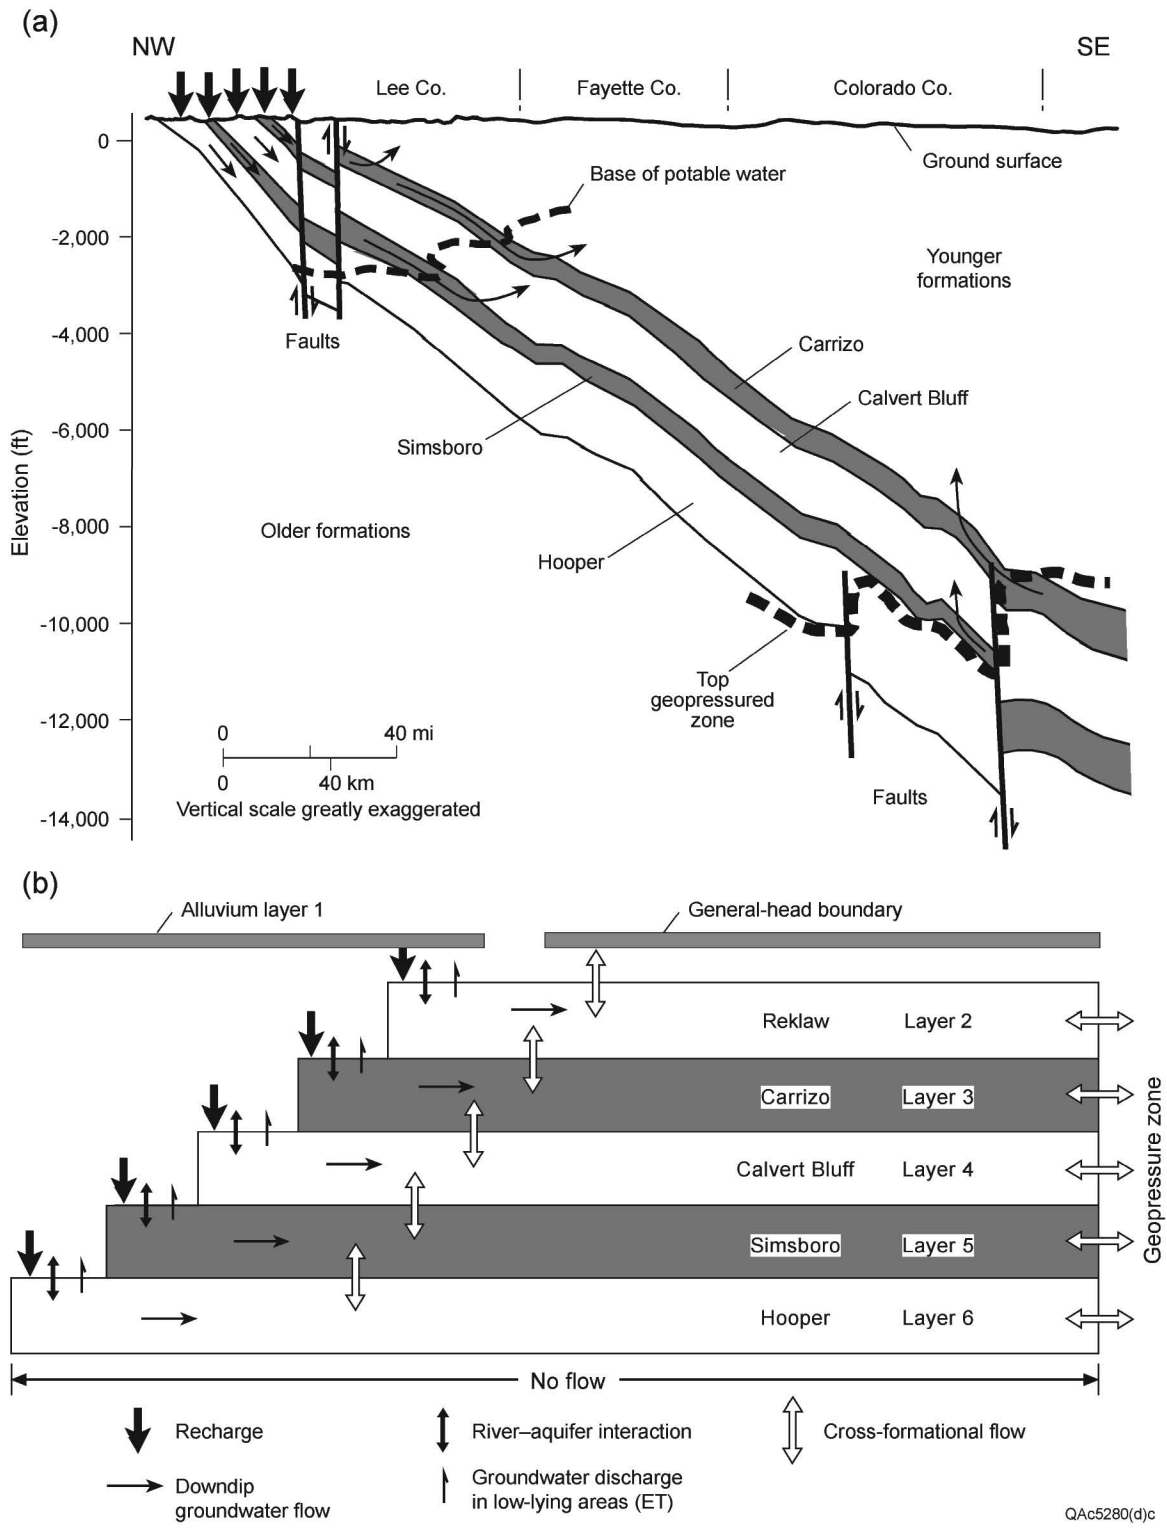 (a)
NW
SE
Lee Co.
Fayette Co.
Colorado Co.
0
Ground surface
Base of potable water
-2,000
Younger
formations
Faults
-4,000
Carrizo
Calvert Bluff
-6,000
Simsboro
Elevation (ft)
-8,000
Older formations
Hooper
-10,000
Top
geopressured
zone
-12,000
0 40 mi
0 40 km
Vertical scale greatly exaggerated
Faults
-14,000
(b)
Alluvium layer 1
General-head boundary
Reklaw Layer 2
Carrizo Layer 3
Calvert Bluff Layer 4
Simsboro Layer 5
Hooper Layer 6
Geopressure zone
No flow
Recharge
River–aquifer interaction
Cross-formational flow
Downdip
groundwater flow
Groundwater discharge
in low-lying areas (ET)
QAc5280(d)c